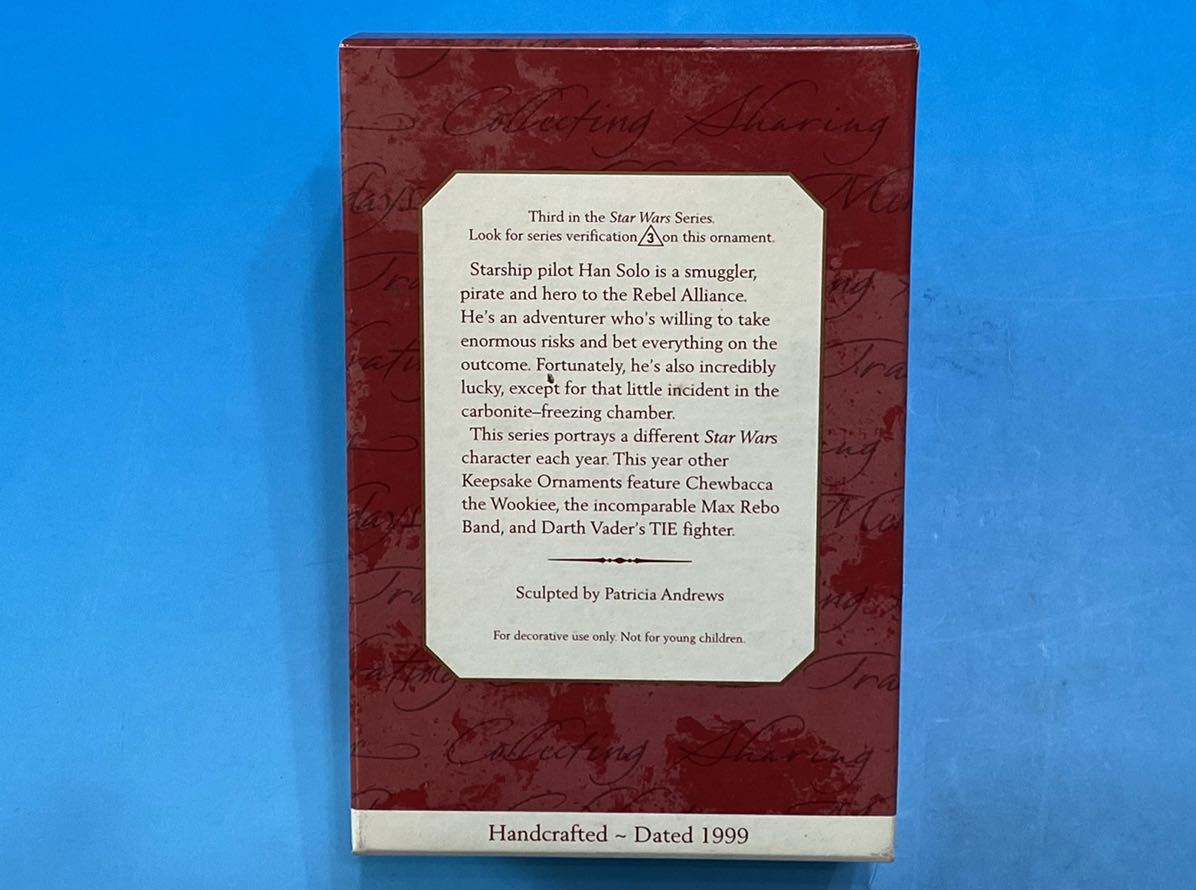 Collecting Sharing
Third in the Star Wars Series.
Look for series verification 3 on this ornament.
Starship pilot Han Solo is a smuggler,
pirate and hero to the Rebel Alliance.
He's an adventurer who's willing to take
enormous risks and bet everything on the
outcome. Fortunately, he's also incredibly
lucky, except for that little incident in the
carbonite–freezing chamber.
This series portrays a different Star Wars
character each year. This year other
Keepsake Ornaments feature Chewbacca
the Wookiee, the incomparable Max Rebo
Band, and Darth Vader's TIE fighter.
Sculpted by Patricia Andrews
For decorative use only. Not for young children.
Collecting Sharing
Handcrafted ~ Dated 1999